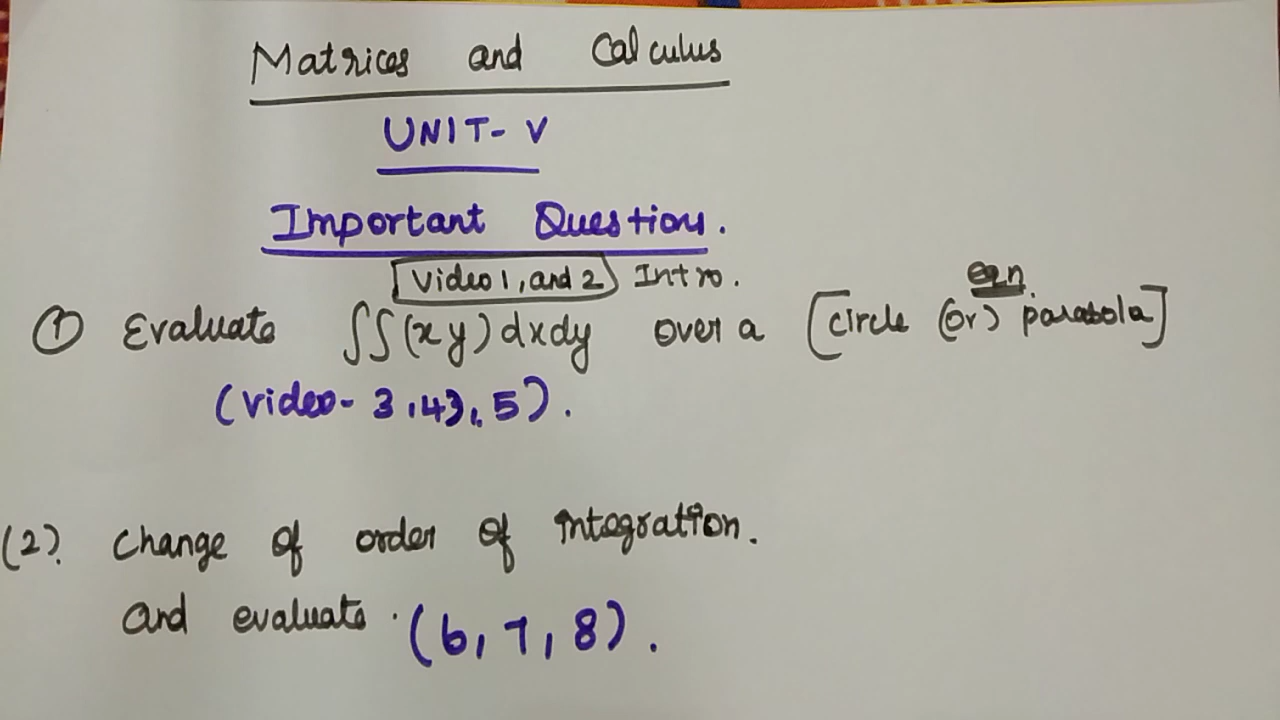 Matrices and Calculus
UNIT-V
Important Questions.
Video 1, and 2 Intro.
① Evaluate ∫∫(xy)dxdy over a [circle (or) parabola] eqn
(video- 3,4,5).
(2). Change of order of integration.
and evaluate. (6,7,8).